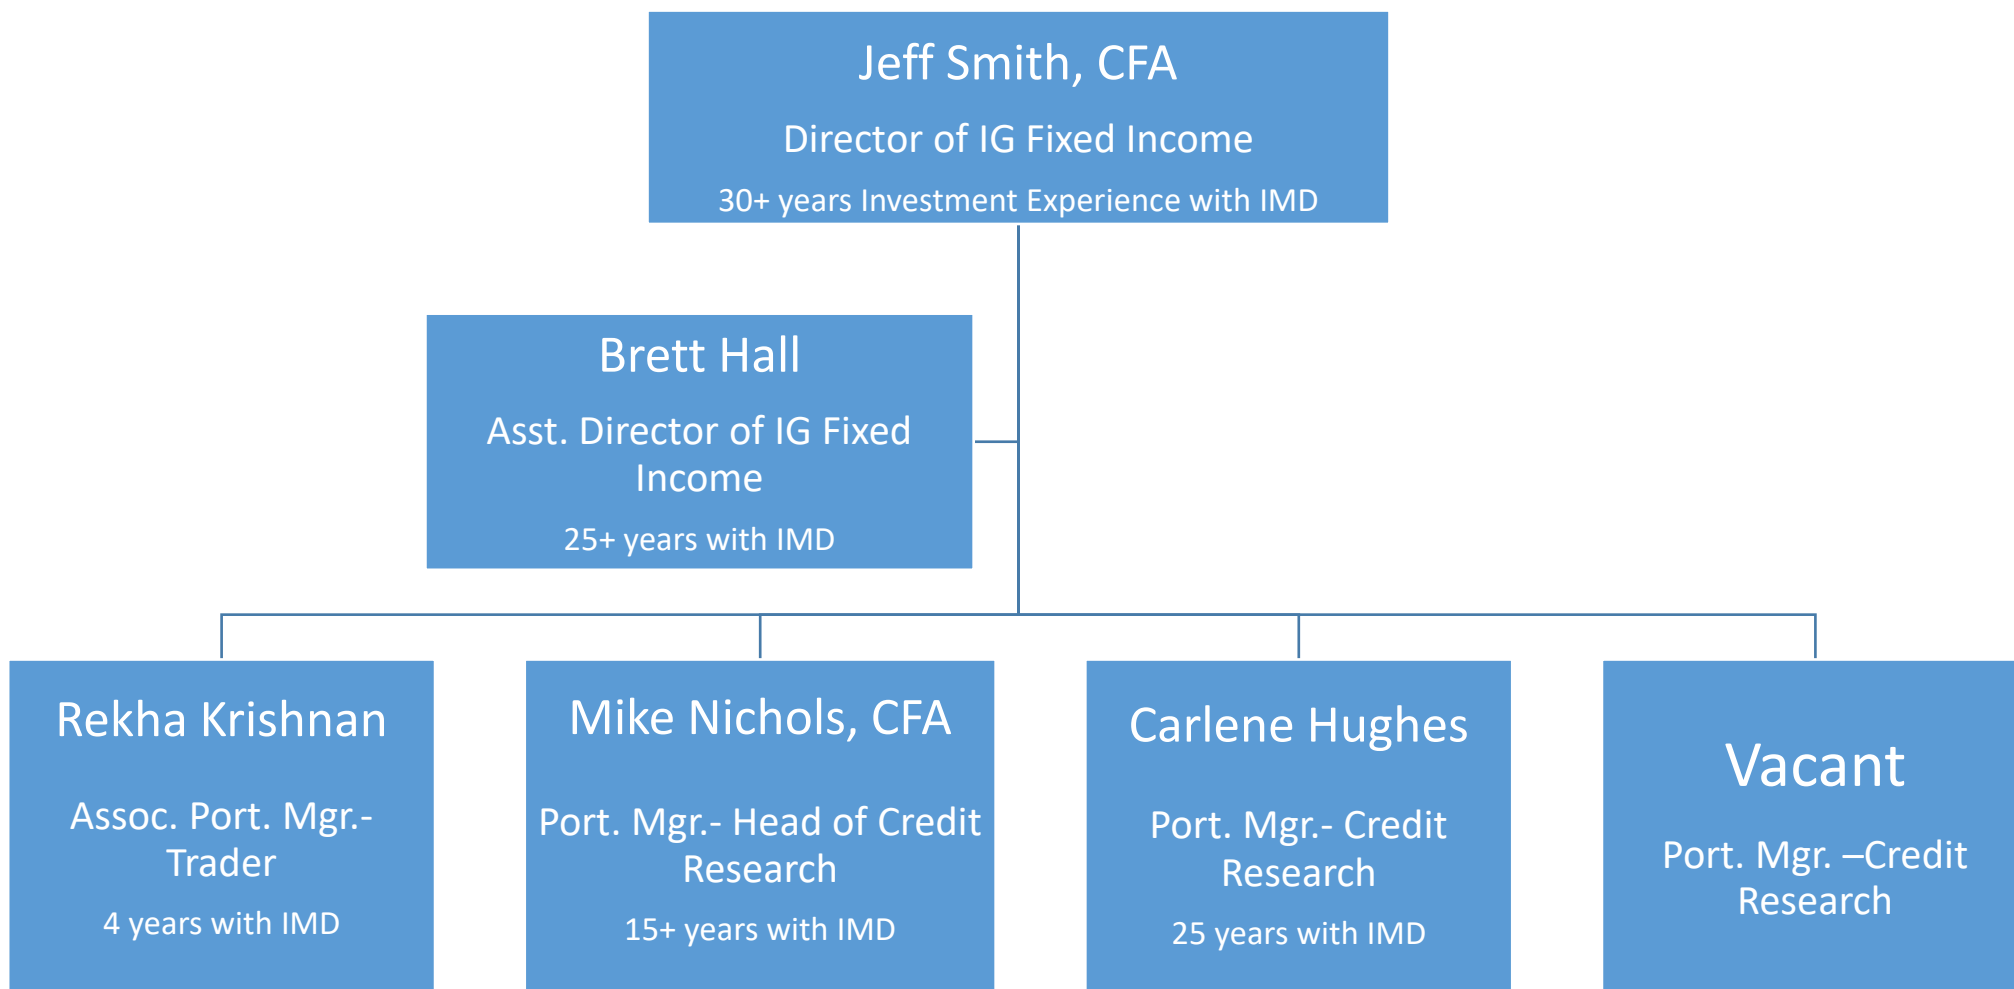 Jeff Smith, CFA
Director of IG Fixed Income
30+ years Investment Experience with IMD
Brett Hall
Asst. Director of IG Fixed
Income
25+ years with IMD
Rekha Krishnan
Assoc. Port. Mgr.-
Trader
4 years with IMD
Mike Nichols, CFA
Port. Mgr.- Head of Credit
Research
15+ years with IMD
Carlene Hughes
Port. Mgr.- Credit
Research
25 years with IMD
Vacant
Port. Mgr. –Credit
Research